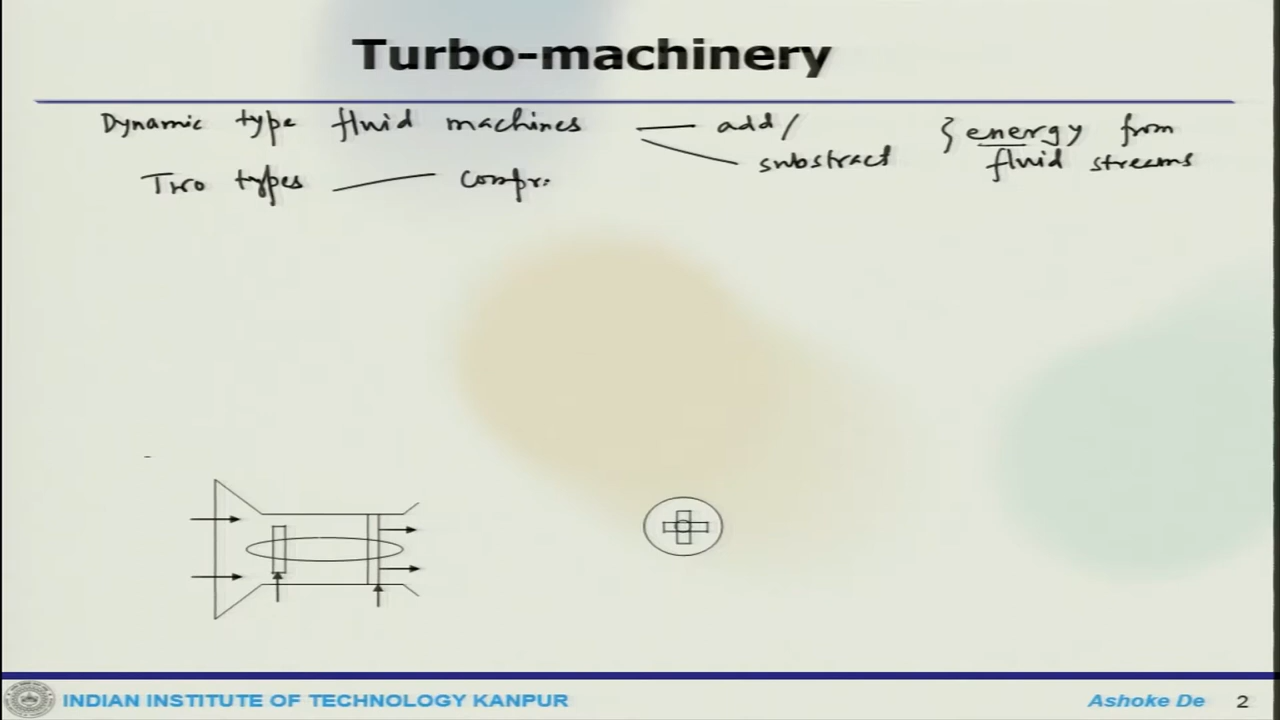 Turbo-machinery
Dynamic type fluid machines — add / } energy from
substract fluid streams
Two types — compr.
INDIAN INSTITUTE OF TECHNOLOGY KANPUR Ashoke De 2